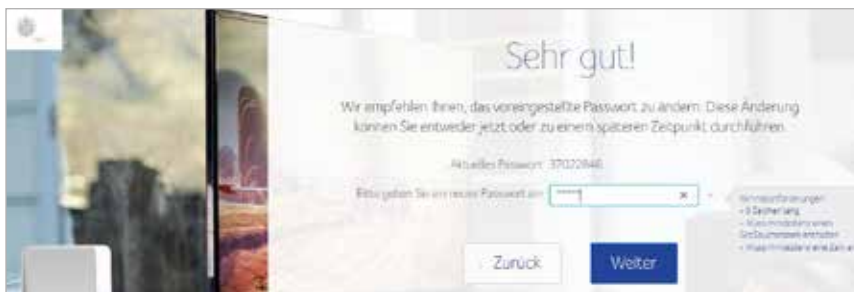 Sehr gut!
Wir empfehlen Ihnen, das voreingestellte Passwort zu ändern. Diese Änderung
können Sie entweder jetzt oder zu einem späteren Zeitpunkt durchführen.
Aktuelles Passwort: 37022846
Bitte geben Sie ein neues Passwort ein
Zurück
Weiter